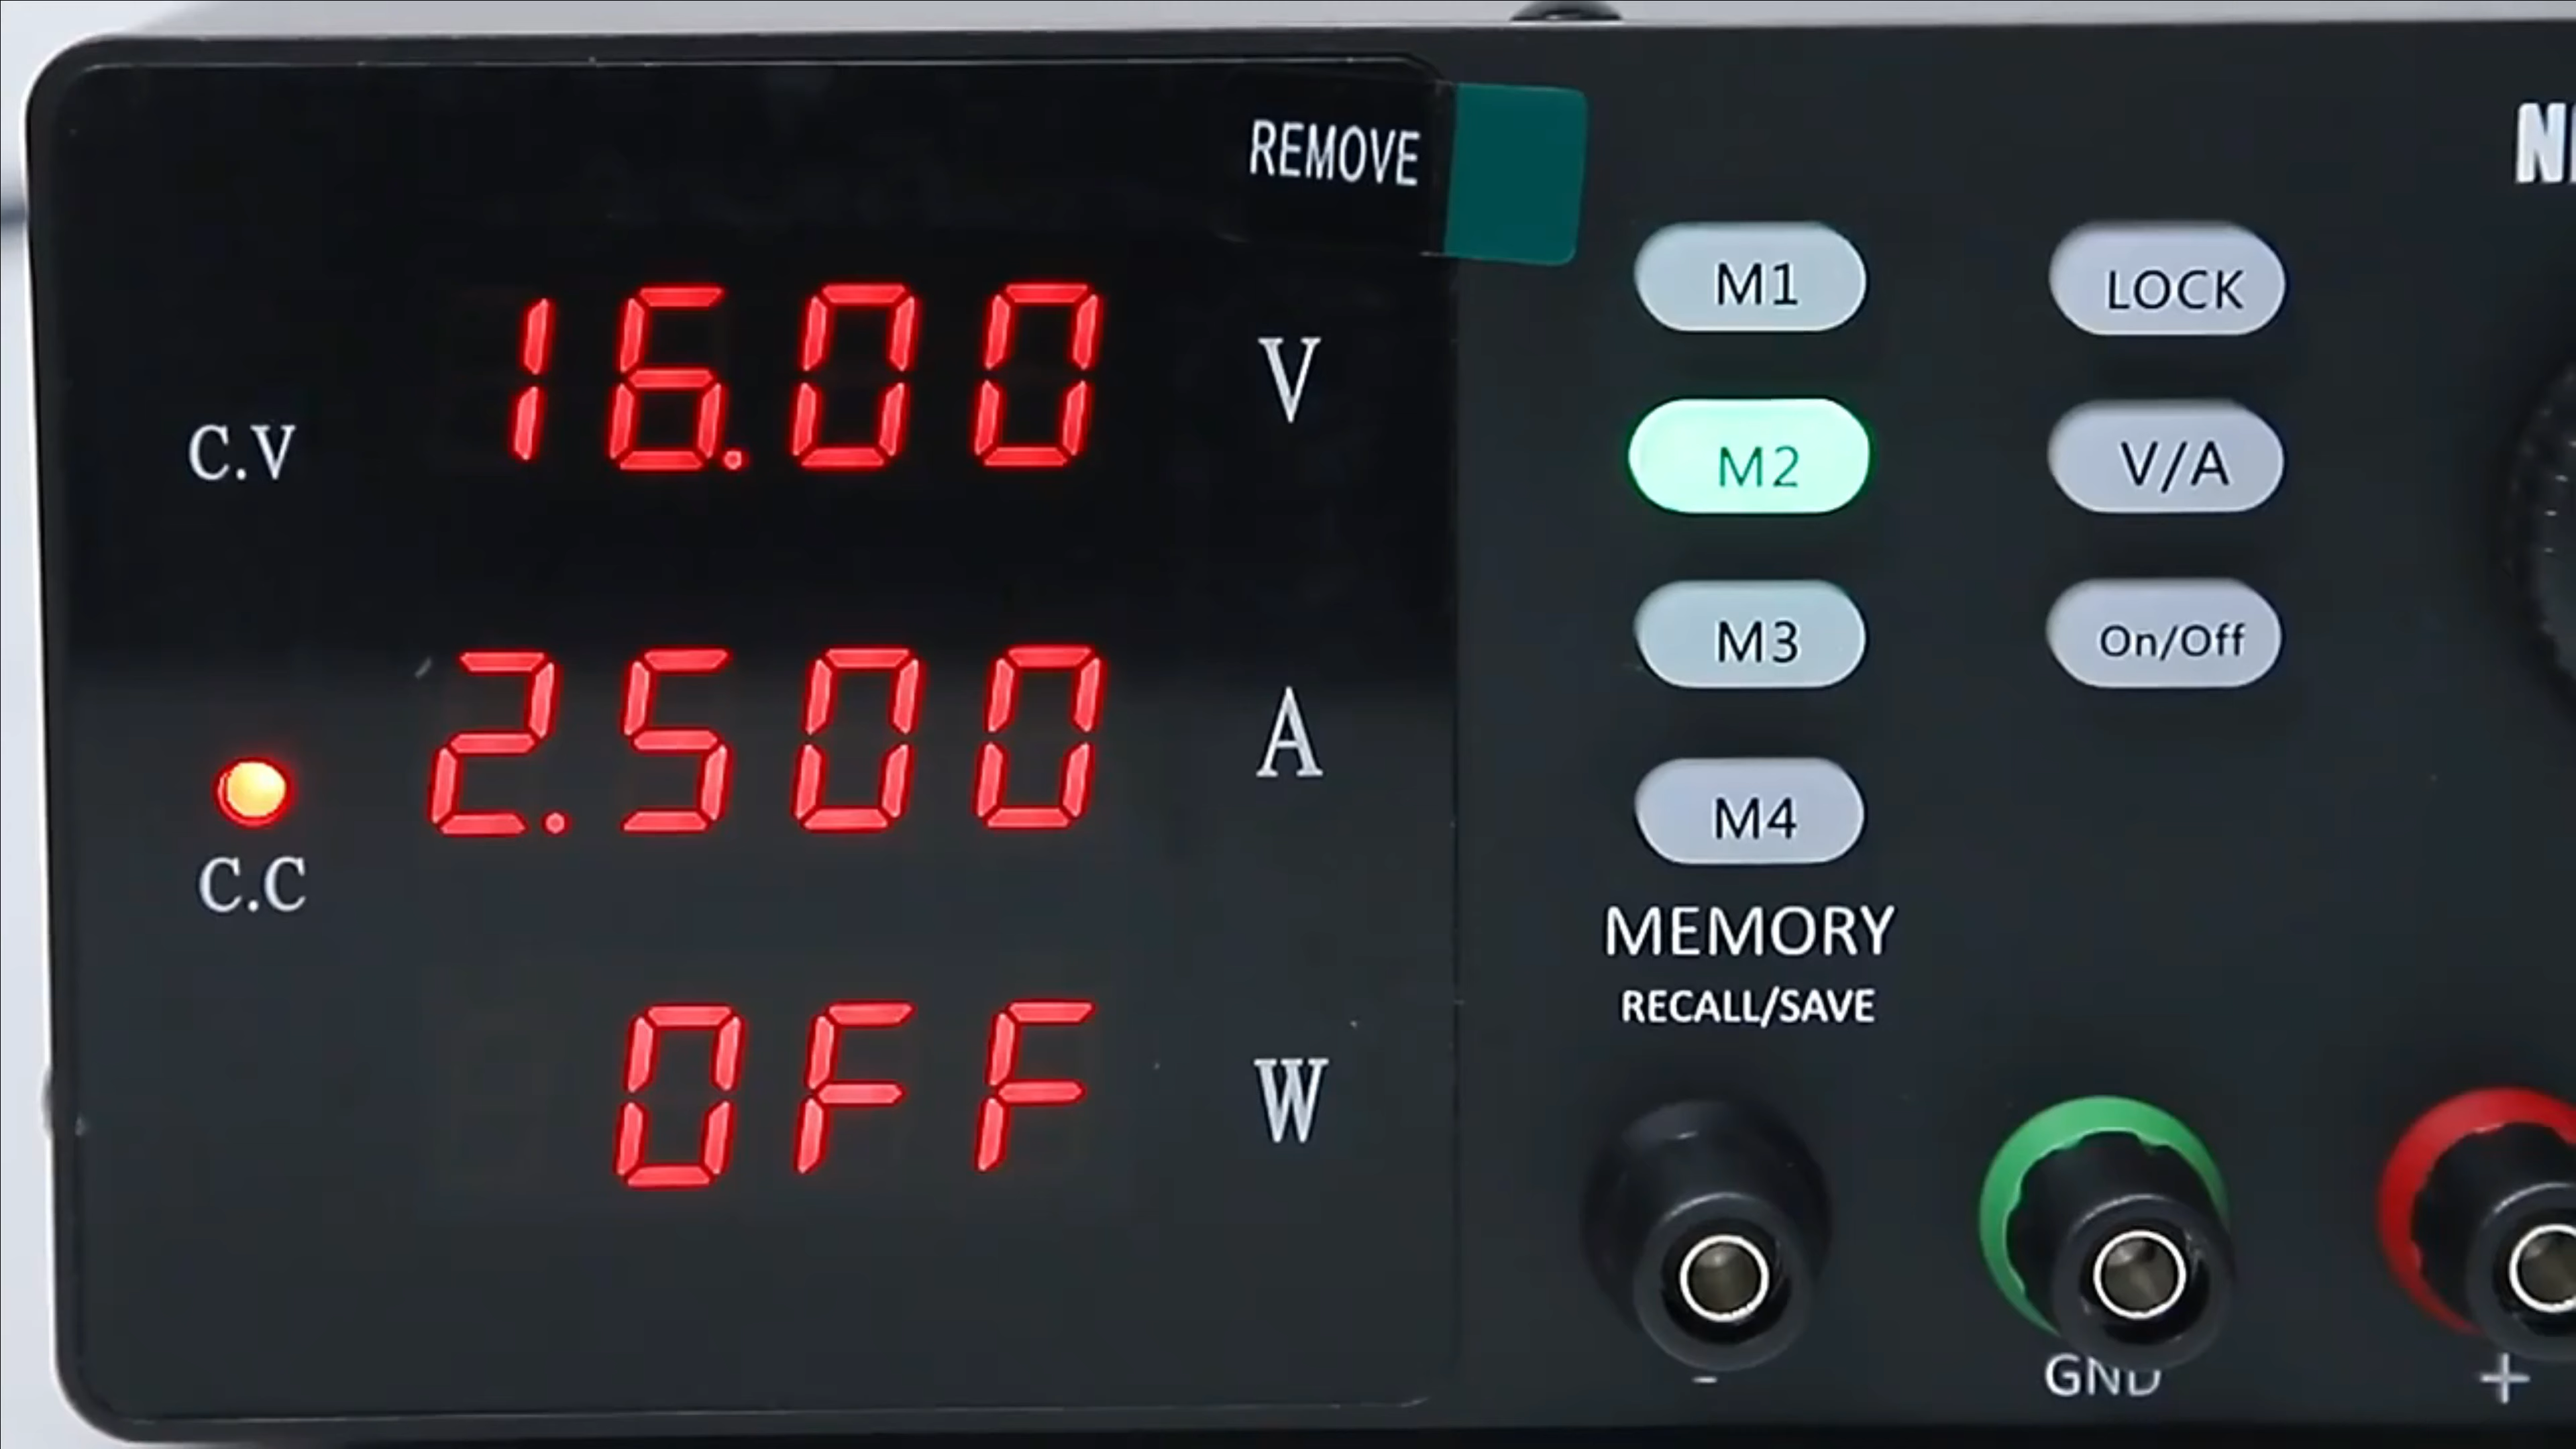 REMOVE
16.00 V
C.V
2.500 A
C.C
OFF W
M1
LOCK
M2
V/A
M3
On/Off
M4
MEMORY
RECALL/SAVE
-
GND
+